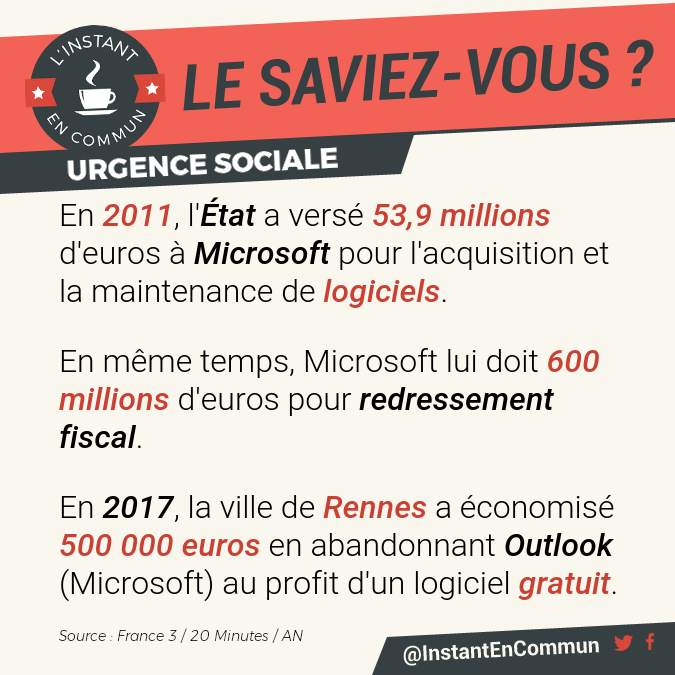 L'INSTANT
EN COMMUN
LE SAVIEZ-VOUS ?
URGENCE SOCIALE
En 2011, l'État a versé 53,9 millions
d'euros à Microsoft pour l'acquisition et
la maintenance de logiciels.
En même temps, Microsoft lui doit 600
millions d'euros pour redressement
fiscal.
En 2017, la ville de Rennes a économisé
500 000 euros en abandonnant Outlook
(Microsoft) au profit d'un logiciel gratuit.
Source : France 3 / 20 Minutes / AN
@InstantEnCommun